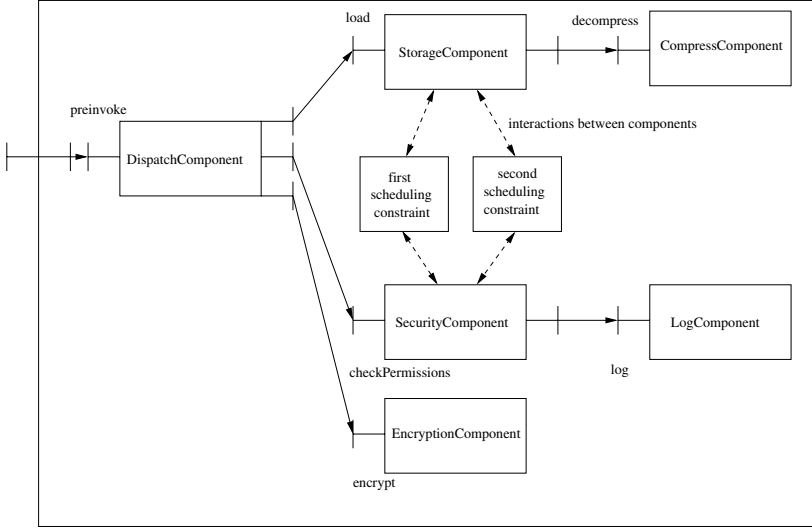 load
decompress
StorageComponent
CompressComponent
preinvoke
interactions between components
DispatchComponent
first
scheduling
constraint
second
scheduling
constraint
SecurityComponent
LogComponent
checkPermissions
log
EncryptionComponent
encrypt